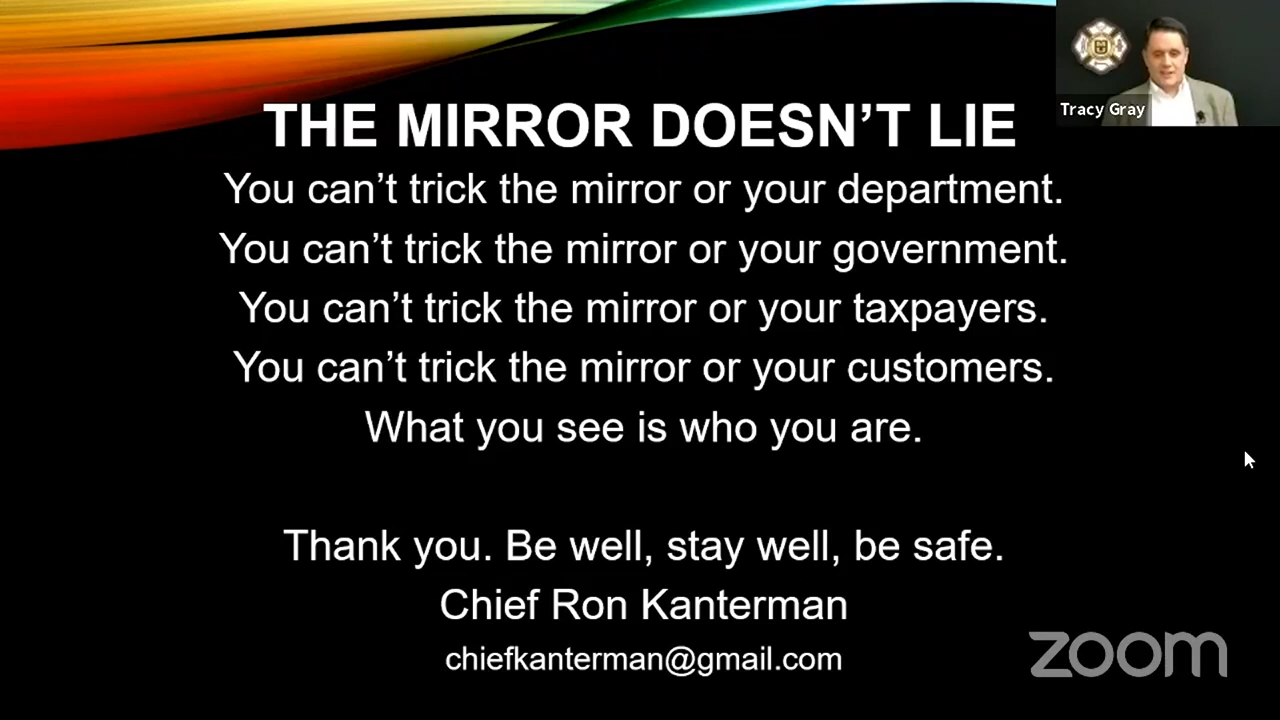 THE MIRROR DOESN’T LIE
You can’t trick the mirror or your department.
You can’t trick the mirror or your government.
You can’t trick the mirror or your taxpayers.
You can’t trick the mirror or your customers.
What you see is who you are.
Thank you. Be well, stay well, be safe.
Chief Ron Kanterman
chiefkanterman@gmail.com
Tracy Gray
zoom